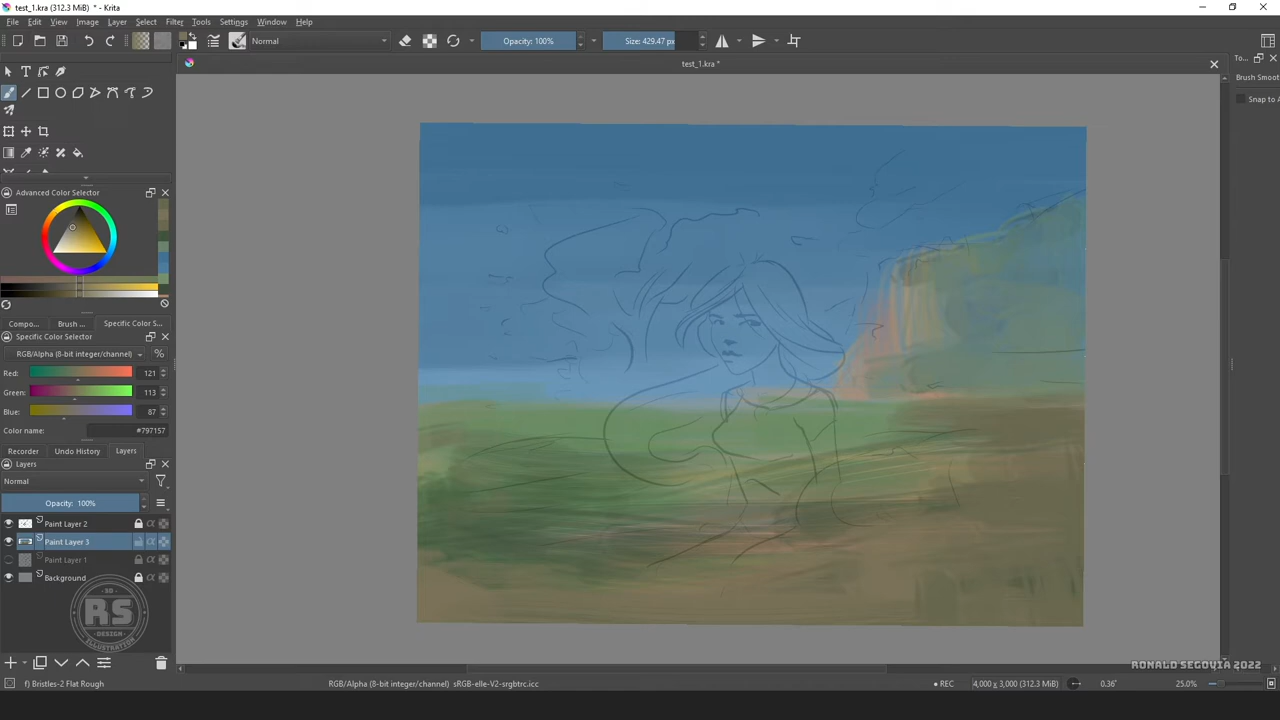 test_1.kra (312.3 MiB) * - Krita
File Edit View Image Layer Select Filter Tools Settings Window Help
Normal
Opacity: 100%
Size: 429.47 px
test_1.kra *
To...
Brush Smoo
Snap to A
Advanced Color Selector
Compo...
Brush ...
Specific Color S...
Specific Color Selector
RGB/Alpha (8-bit integer/channel)
%
Red: 121
Green: 113
Blue: 87
Color name: #797157
Recorder Undo History Layers
Layers
Normal
Opacity: 100%
Paint Layer 2
Paint Layer 3
Paint Layer 1
Background
SD
RS
DESIGN
ILLUSTRATION
RONALD SEGOVIA 2022
f) Bristles-2 Flat Rough
RGB/Alpha (8-bit integer/channel) sRGB-elle-V2-srgbtrc.icc
REC
4,000 x 3,000 (312.3 MiB)
0.36°
25.0%